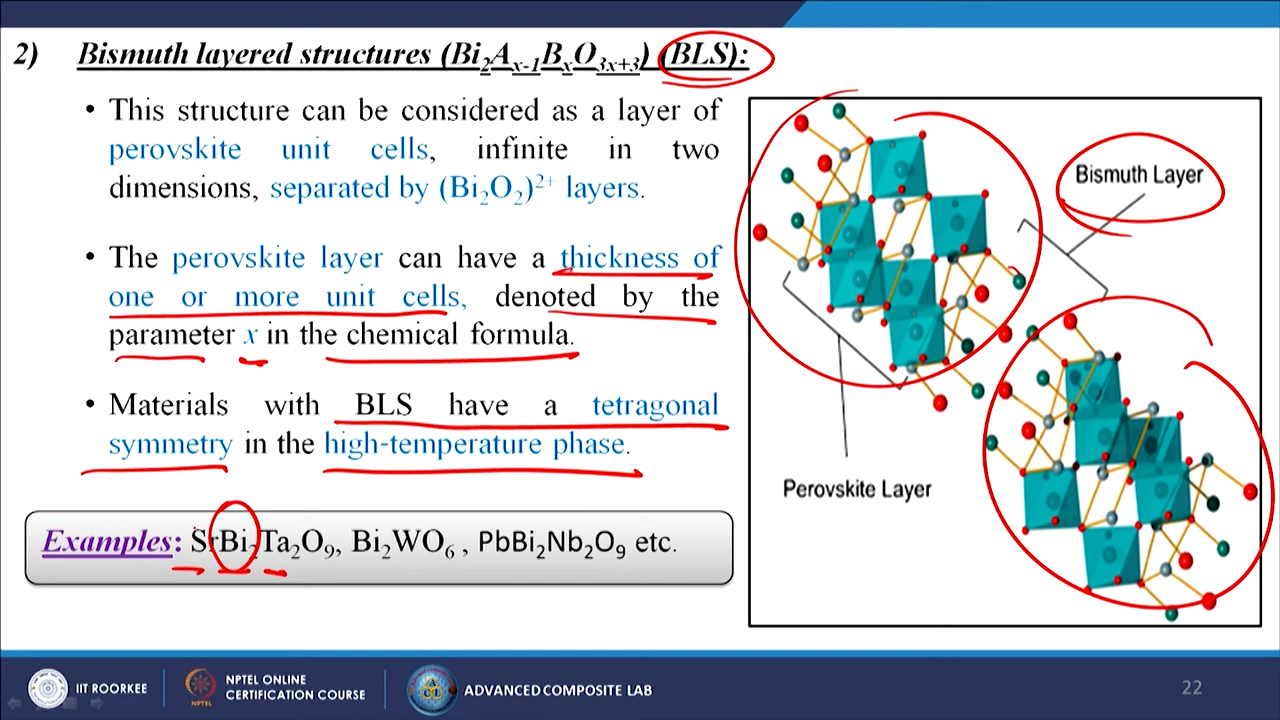 2) Bismuth layered structures (Bi₂Aₓ₋₁BₓO₃ₓ₊₃) (BLS):
• This structure can be considered as a layer of
perovskite unit cells, infinite in two
dimensions, separated by (Bi₂O₂)²⁺ layers.
• The perovskite layer can have a thickness of
one or more unit cells, denoted by the
parameter x in the chemical formula.
• Materials with BLS have a tetragonal
symmetry in the high-temperature phase.
Examples: SrBi₂Ta₂O₉, Bi₂WO₆ , PbBi₂Nb₂O₉ etc.
Bismuth Layer
Perovskite Layer
IIT ROORKEE
NPTEL
NPTEL ONLINE
CERTIFICATION COURSE
ACL
ADVANCED COMPOSITE LAB
22